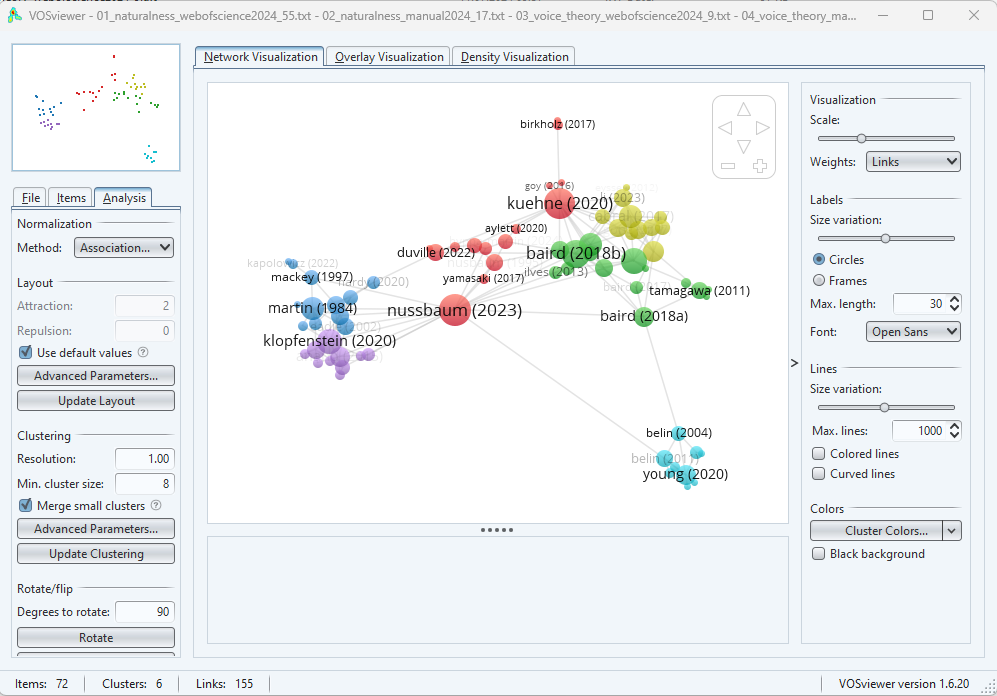 VOSviewer - 01_naturalness_webofscience2024_55.txt - 02_naturalness_manual2024_17.txt - 03_voice_theory_webofscience2024_9.txt - 04_voice_theory_ma...
Network Visualization Overlay Visualization Density Visualization
File Items Analysis
Normalization
Method: Association...
Layout
Attraction: 2
Repulsion: 0
Use default values
Advanced Parameters...
Update Layout
Clustering
Resolution: 1.00
Min. cluster size: 8
Merge small clusters
Advanced Parameters...
Update Clustering
Rotate/flip
Degrees to rotate: 90
Rotate
birkholz (2017)
goy (2016)
kuehne (2020)
(2023)
aylett (2020)
duville (2022)
baird (2018b)
kapolowicz (2022)
mackey (1997)
hardy (2020)
yamasaki (2017)
ilves (2013)
tamagawa (2011)
martin (1984)
nussbaum (2023)
baird (2018a)
klopfenstein (2020)
belin (2004)
belin (2011)
young (2020)
>
Visualization
Scale:
Weights: Links
Labels
Size variation:
Circles
Frames
Max. length: 30
Font: Open Sans
Lines
Size variation:
Max. lines: 1000
Colored lines
Curved lines
Colors
Cluster Colors...
Black background
Items: 72 Clusters: 6 Links: 155 VOSviewer version 1.6.20